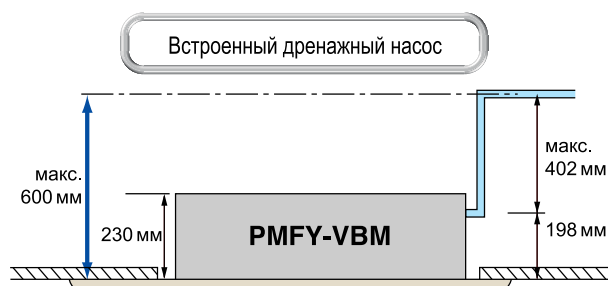 Встроенный дренажный насос
макс.
600 мм
230 мм
PMFY-VBM
макс.
402 мм
198 мм